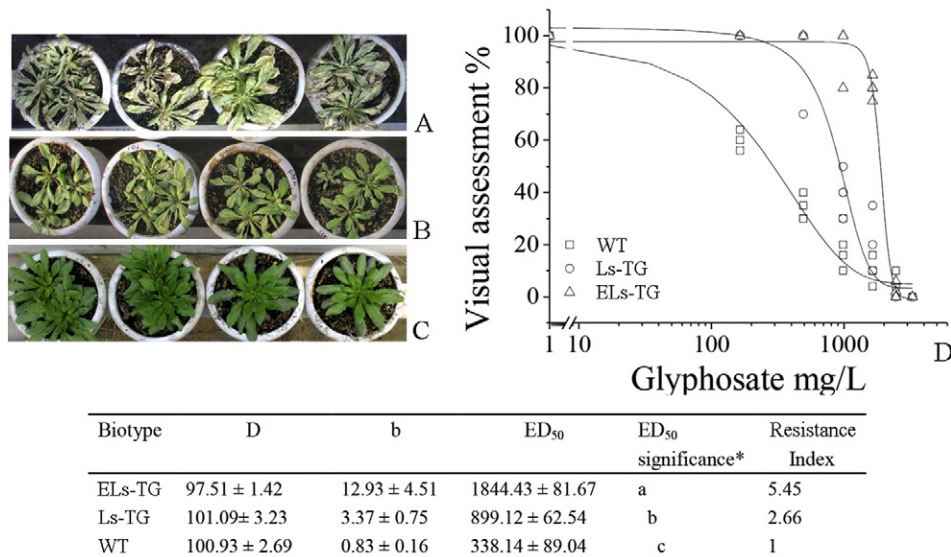 A
B
C
Visual assessment %
100
80
60
40
20
0
WT
Ls-TG
ELs-TG
1 10 100 1000
D
Glyphosate mg/L
Biotype D b ED50 ED50 significance* Resistance Index
ELs-TG 97.51 ± 1.42 12.93 ± 4.51 1844.43 ± 81.67 a 5.45
Ls-TG 101.09± 3.23 3.37 ± 0.75 899.12 ± 62.54 b 2.66
WT 100.93 ± 2.69 0.83 ± 0.16 338.14 ± 89.04 c 1